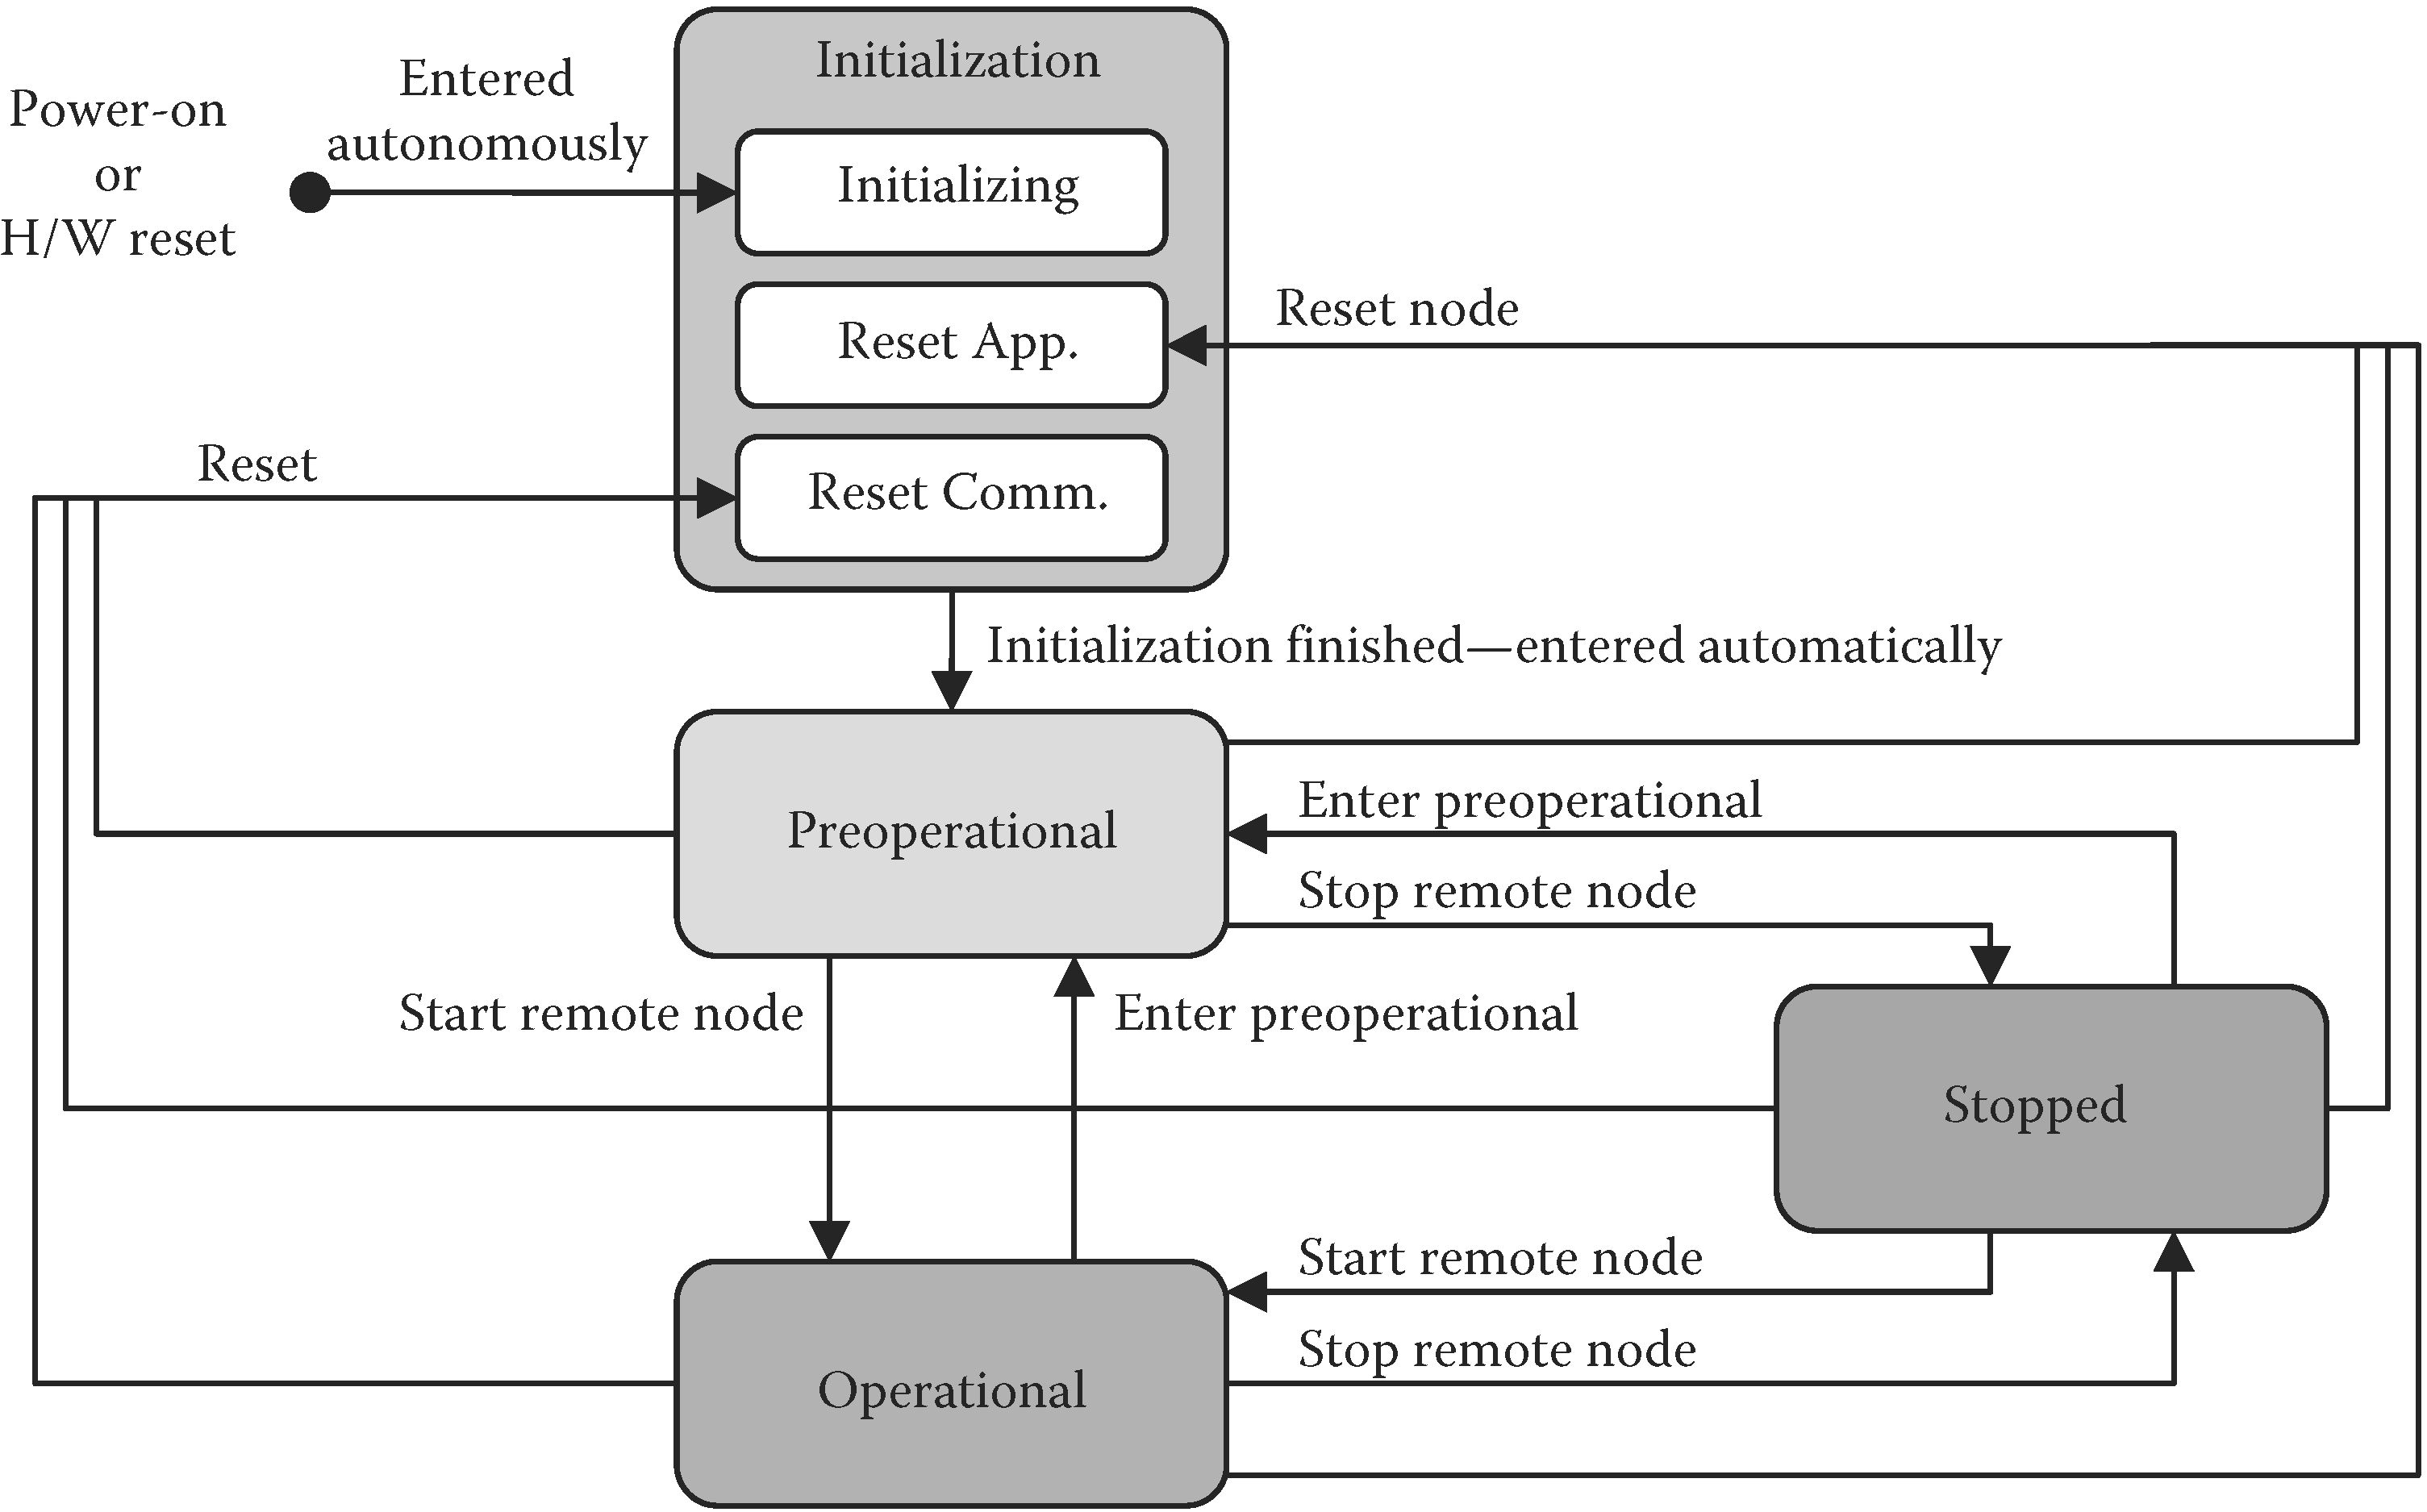 Initialization
Entered
autonomously
Power-on
or
H/W reset
Initializing
Reset node
Reset App.
Reset
Reset Comm.
Initialization finished—entered automatically
Enter preoperational
Preoperational
Stop remote node
Start remote node
Enter preoperational
Stopped
Start remote node
Stop remote node
Operational